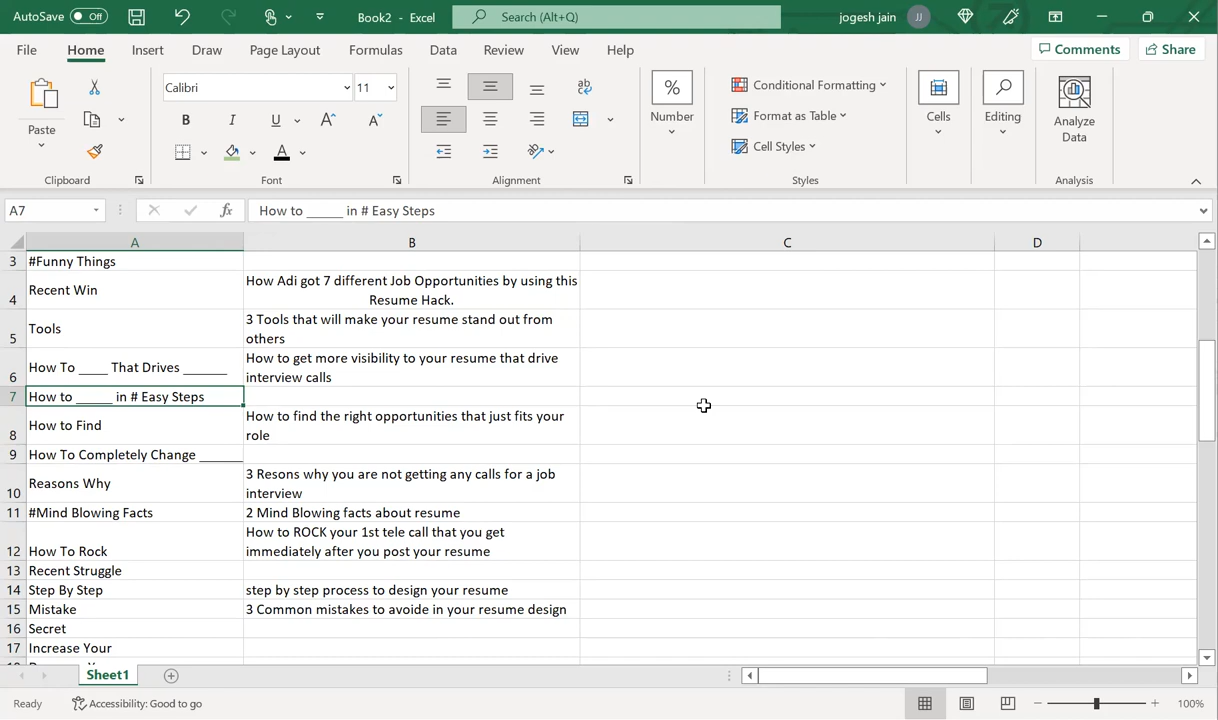 AutoSave Off Book2 - Excel Search (Alt+Q) jogesh jain JJ
File Home Insert Draw Page Layout Formulas Data Review View Help Comments Share
Paste
Clipboard
Calibri 11
B I U A A
A
Font
ab
Alignment
%
Number
Conditional Formatting
Format as Table
Cell Styles
Styles
Cells
Editing
Analyze
Data
Analysis
A7 fx How to _____ in # Easy Steps
A B C D
3 #Funny Things
4 Recent Win How Adi got 7 different Job Opportunities by using this
Resume Hack.
5 Tools 3 Tools that will make your resume stand out from
others
6 How To ____ That Drives ______ How to get more visibility to your resume that drive
interview calls
7 How to _____ in # Easy Steps
8 How to Find How to find the right opportunities that just fits your
role
9 How To Completely Change ______
10 Reasons Why 3 Resons why you are not getting any calls for a job
interview
11 #Mind Blowing Facts 2 Mind Blowing facts about resume
12 How To Rock How to ROCK your 1st tele call that you get
immediately after you post your resume
13 Recent Struggle
14 Step By Step step by step process to design your resume
15 Mistake 3 Common mistakes to avoide in your resume design
16 Secret
17 Increase Your
Sheet1
Ready Accessibility: Good to go 100%